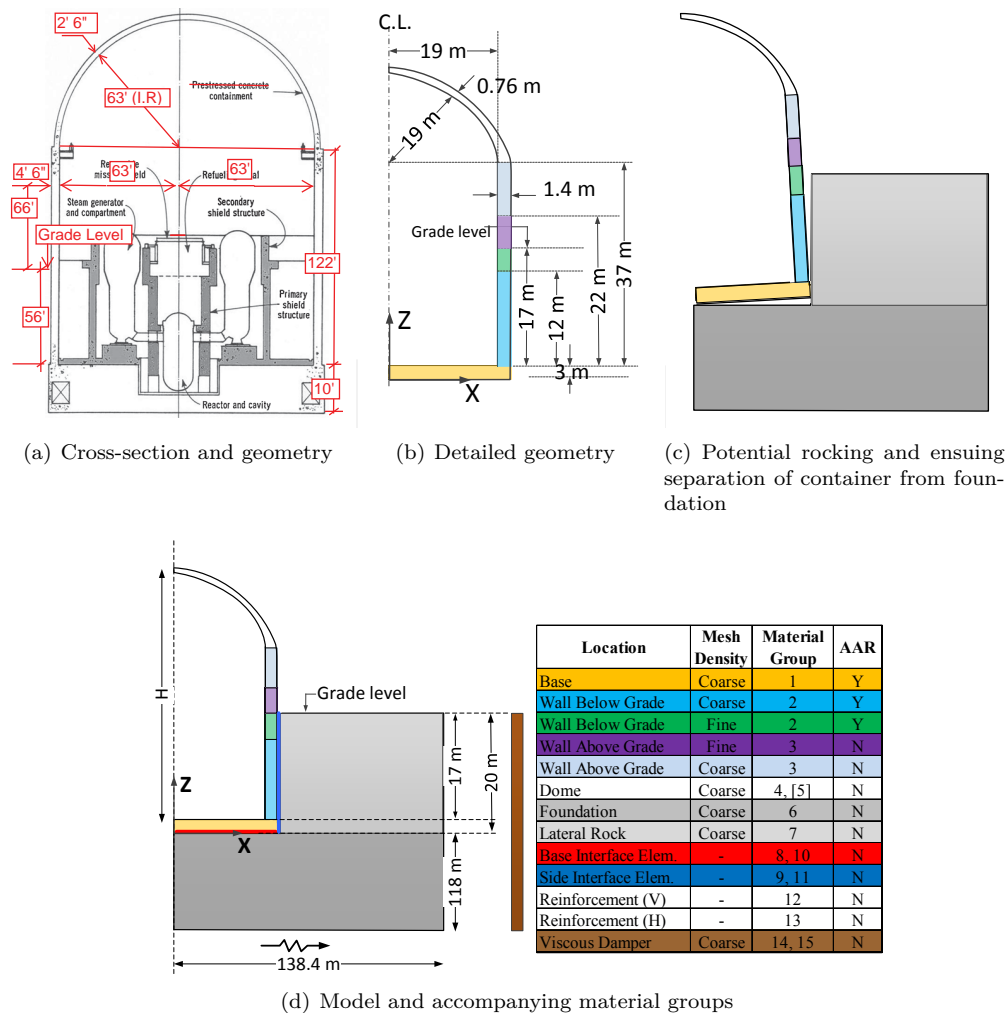 2' 6"
63' (I.R)
Prestressed concrete
containment
4' 6"
63'
63'
Secondary
shield structure
Steam generator
and compartment
66'
Grade Level
122'
56'
Primary
shield
structure
10'
Reactor and cavity
(a) Cross-section and geometry
C.L.
19 m
0.76 m
19 m
1.4 m
Grade level
37 m
22 m
17 m
12 m
Z
3 m
X
(b) Detailed geometry
(c) Potential rocking and ensuing
separation of container from foun-
dation
H
Grade level
Z
17 m
20 m
X
118 m
138.4 m
Location Mesh Density Material Group AAR
Base Coarse 1 Y
Wall Below Grade Coarse 2 Y
Wall Below Grade Fine 2 Y
Wall Above Grade Fine 3 N
Wall Above Grade Coarse 3 N
Dome Coarse 4, [5] N
Foundation Coarse 6 N
Lateral Rock Coarse 7 N
Base Interface Elem. - 8, 10 N
Side Interface Elem. - 9, 11 N
Reinforcement (V) - 12 N
Reinforcement (H) - 13 N
Viscous Damper Coarse 14, 15 N
(d) Model and accompanying material groups